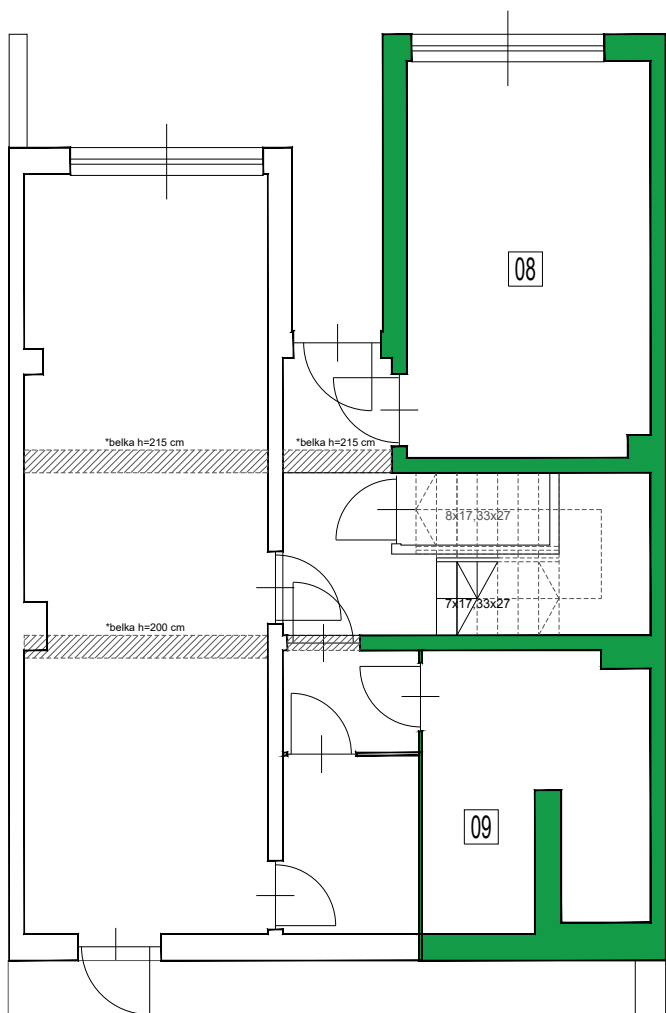 08
*belka h=215 cm
*belka h=215 cm
8x17,33x27
7x17,33x27
*belka h=200 cm
09